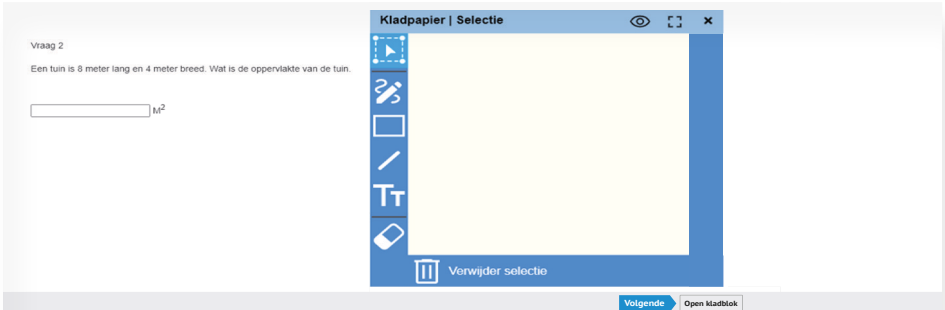 Kladpapier | Selectie
Vraag 2
Een tuin is 8 meter lang en 4 meter breed. Wat is de oppervlakte van de tuin.
M²
TT
Verwijder selectie
Volgende
Open kladblok